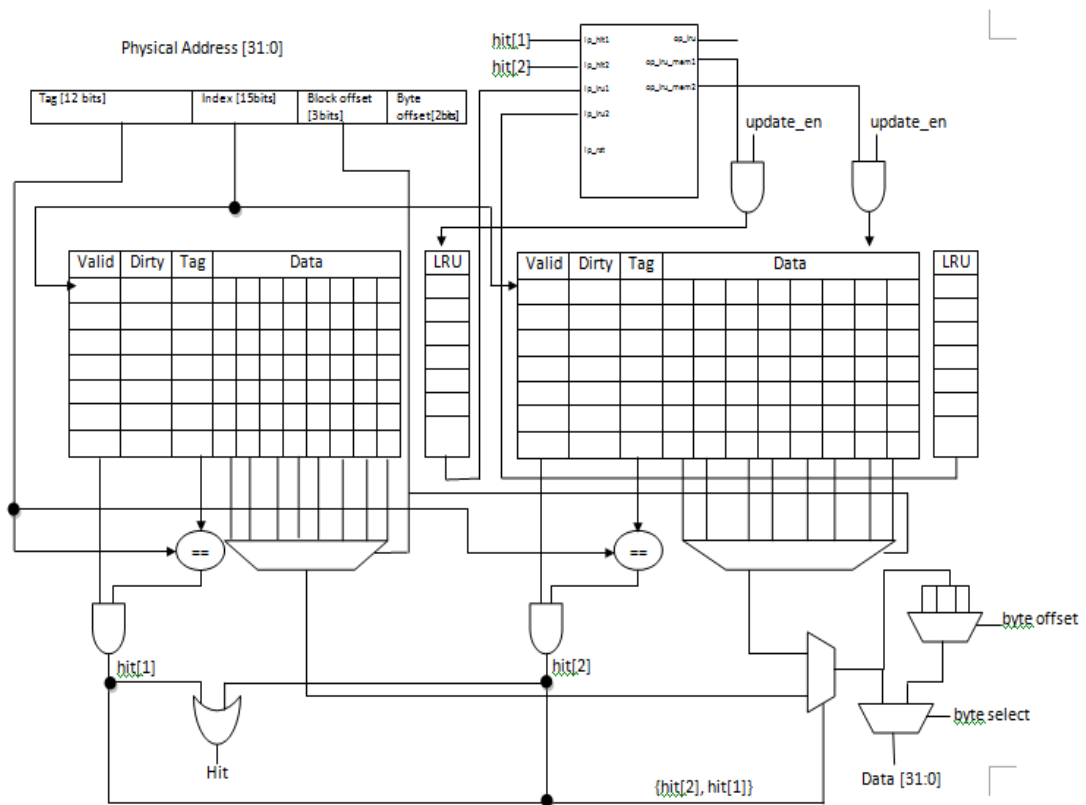 Physical Address [31:0]
Tag [12 bits]
Index [15bits]
Block offset
[3bits]
Byte
offset[2bits]
hit[1]
hit[2]
ip_hit1
ip_hit2
ip_lru1
ip_lru2
ip_rst
op_lru
op_lru_mem1
op_lru_mem2
update_en
update_en
Valid Dirty Tag Data
LRU
Valid Dirty Tag Data
LRU
==
==
hit[1]
hit[2]
Hit
byte offset
byte select
{hit[2], hit[1]}
Data [31:0]